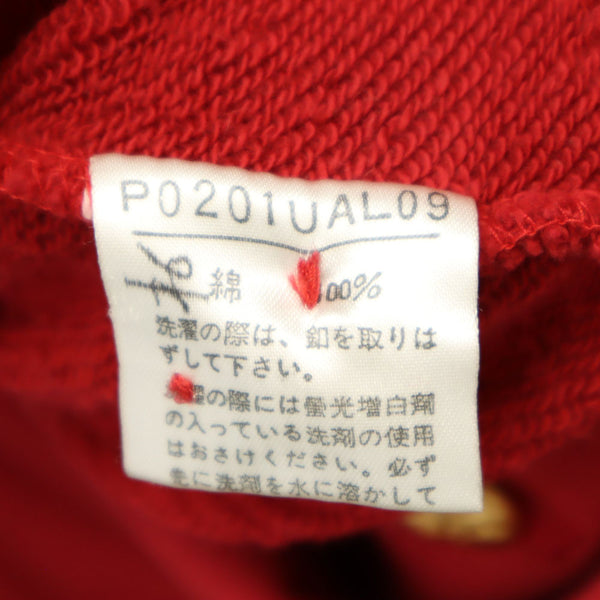 P0201UAL09
綿 100%
洗濯の際は、釦を取りは
ずして下さい。
濯の際には蛍光増白剤
の入っている洗剤の使用
はおさけください。必ず
先に洗剤を水に溶かして